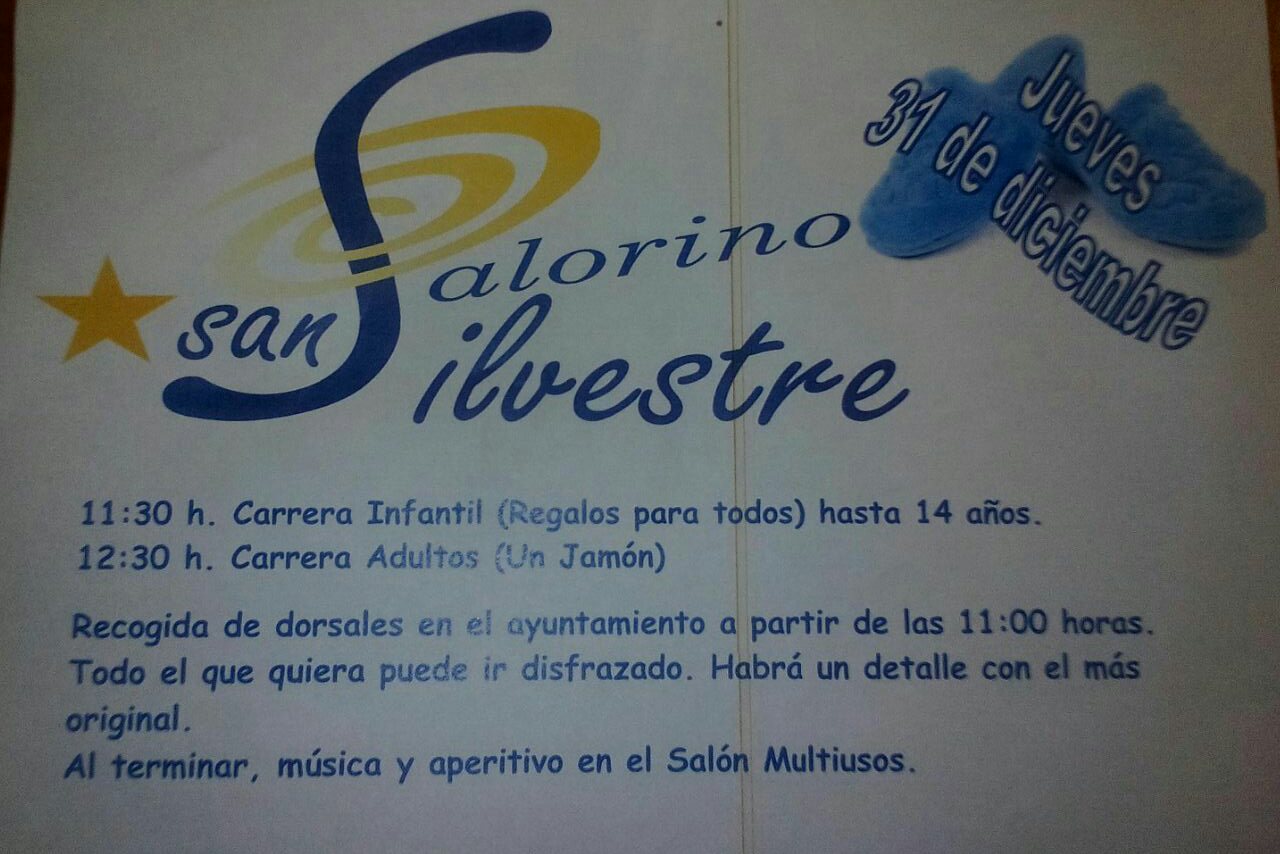 Salorino
san Silvestre
Jueves
31 de diciembre
11:30 h. Carrera Infantil (Regalos para todos) hasta 14 años.
12:30 h. Carrera Adultos (Un Jamón)
Recogida de dorsales en el ayuntamiento a partir de las 11:00 horas.
Todo el que quiera puede ir disfrazado. Habrá un detalle con el más
original.
Al terminar, música y aperitivo en el Salón Multiusos.